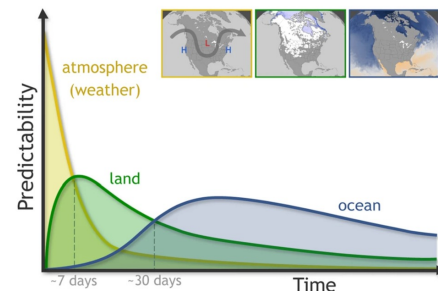 H
L
H
atmosphere
(weather)
land
ocean
Predictability
~7 days
~30 days
Time